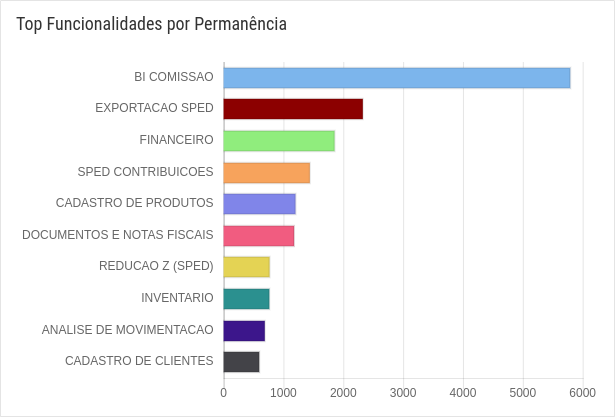 Top Funcionalidades por Permanência
BI COMISSAO
EXPORTACAO SPED
FINANCEIRO
SPED CONTRIBUICOES
CADASTRO DE PRODUTOS
DOCUMENTOS E NOTAS FISCAIS
REDUCAO Z (SPED)
INVENTARIO
ANALISE DE MOVIMENTACAO
CADASTRO DE CLIENTES
0 1000 2000 3000 4000 5000 6000